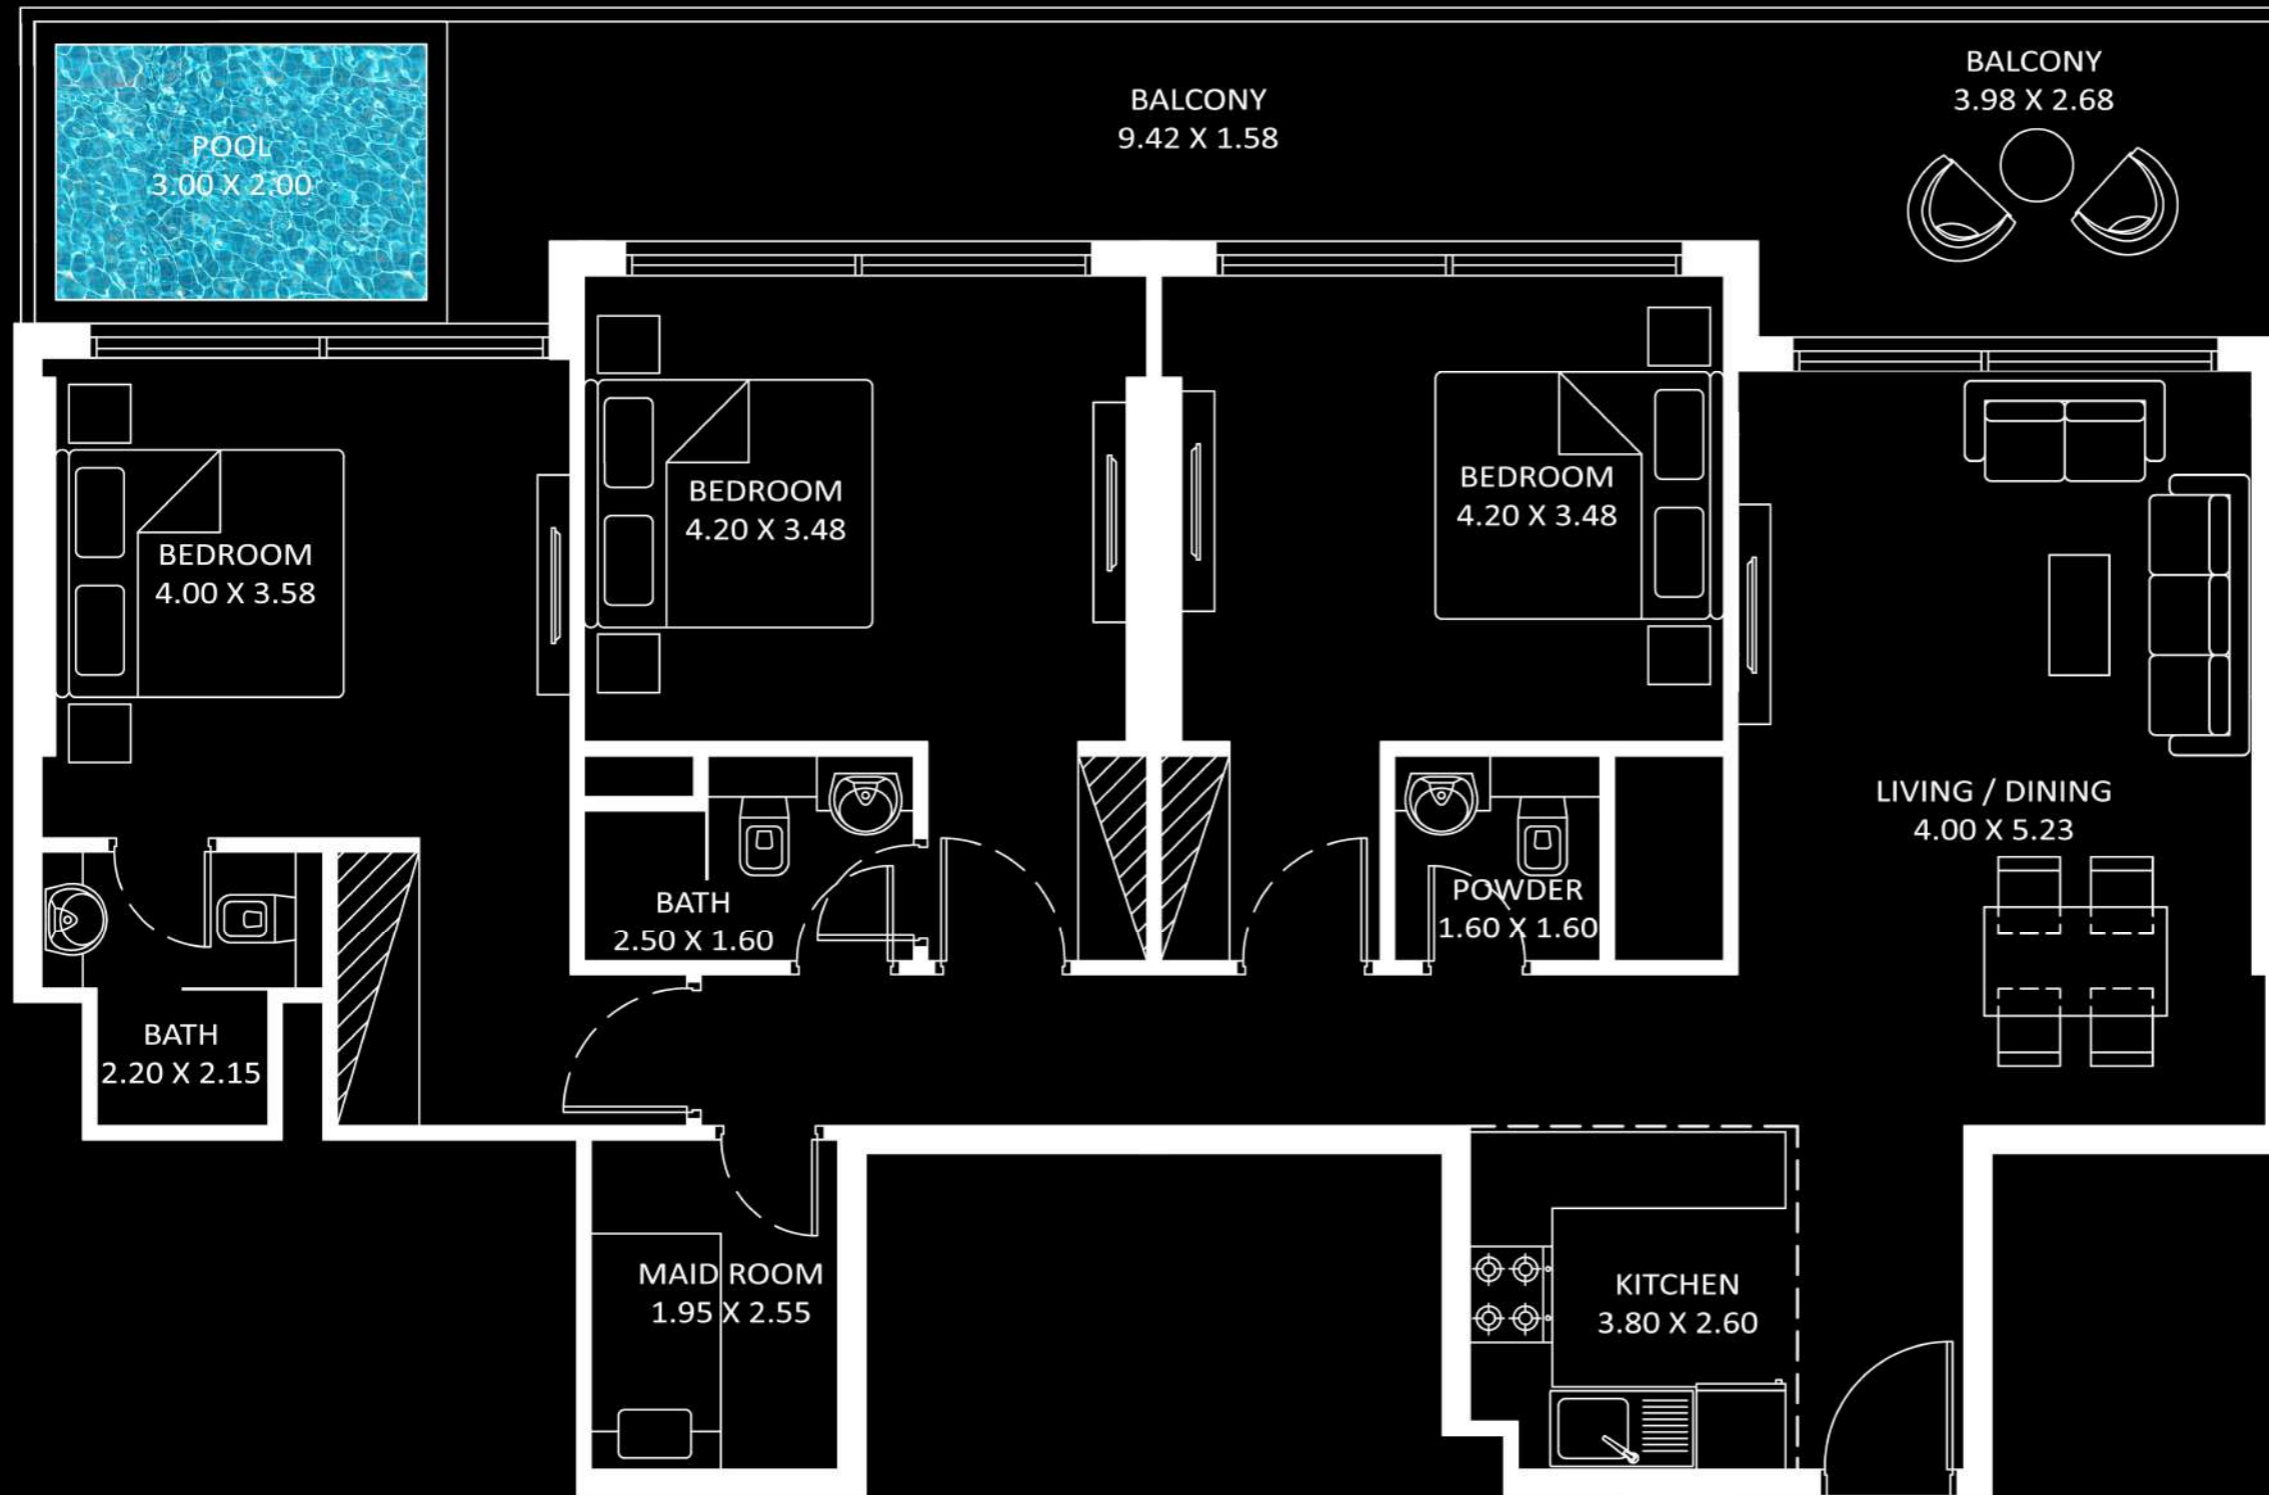 BALCONY
3.98 X 2.68
BALCONY
9.42 X 1.58
POOL
3.00 X 2.00
BEDROOM
4.00 X 3.58
BEDROOM
4.20 X 3.48
BEDROOM
4.20 X 3.48
LIVING / DINING
4.00 X 5.23
BATH
2.50 X 1.60
POWDER
1.60 X 1.60
BATH
2.20 X 2.15
MAID ROOM
1.95 X 2.55
KITCHEN
3.80 X 2.60